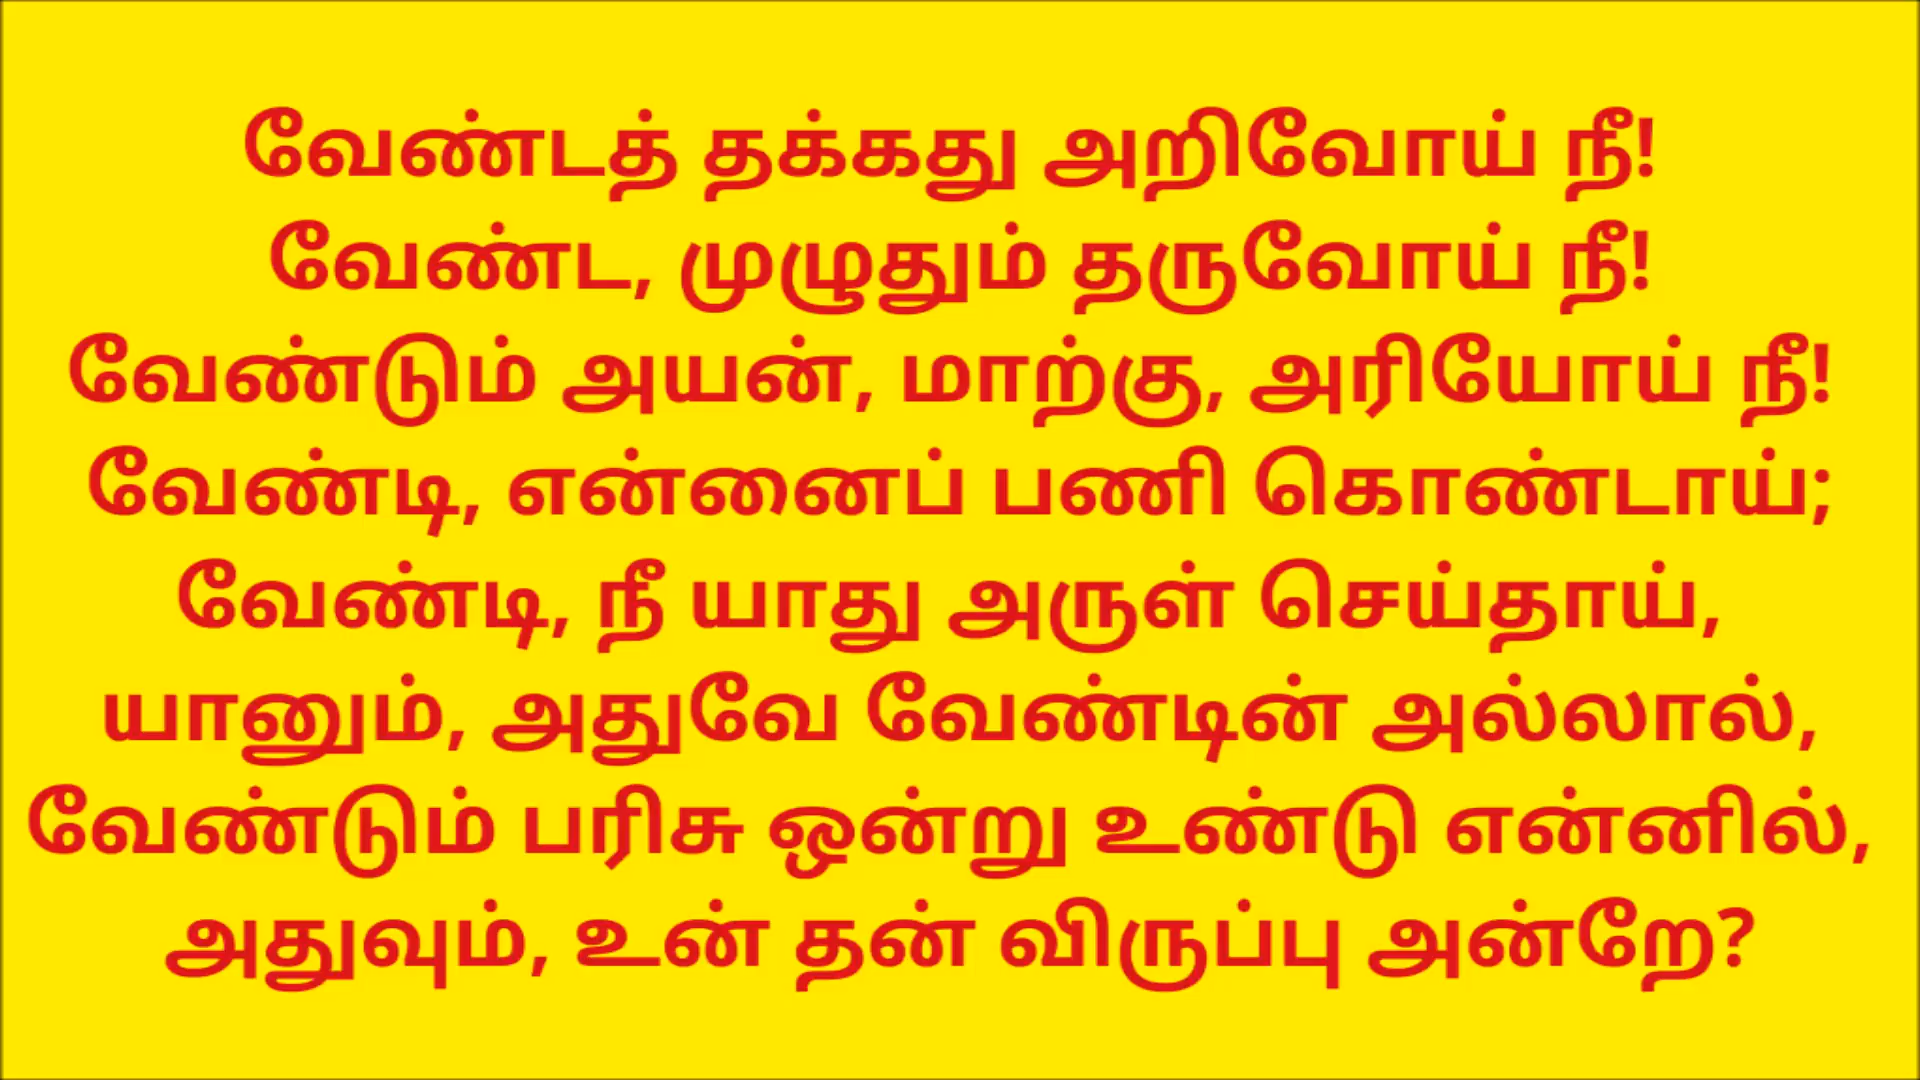 வேண்டத் தக்கது அறிவோய் நீ!
வேண்ட, முழுதும் தருவோய் நீ!
வேண்டும் அயன், மாற்கு, அரியோய் நீ!
வேண்டி, என்னைப் பணி கொண்டாய்;
வேண்டி, நீ யாது அருள் செய்தாய்,
யானும், அதுவே வேண்டின் அல்லால்,
வேண்டும் பரிசு ஒன்று உண்டு என்னில்,
அதுவும், உன் தன் விருப்பு அன்றே?